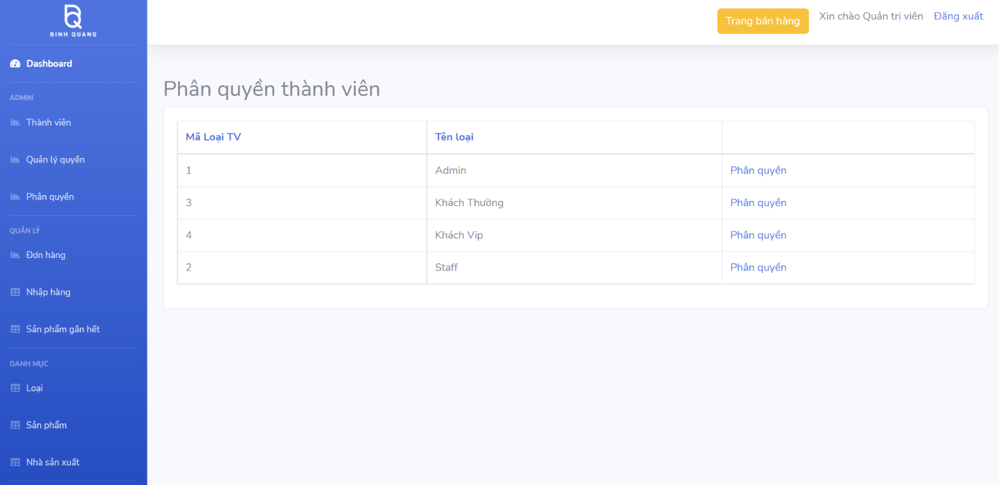 BINH QUANG
Trang bán hàng
Xin chào Quản trị viên
Đăng xuất
Dashboard
ADMIN
Thành viên
Quản lý quyền
Phân quyền
QUẢN LÝ
Đơn hàng
Nhập hàng
Sản phẩm gần hết
DANH MỤC
Loại
Sản phẩm
Nhà sản xuất
Phân quyền thành viên
Mã Loại TV Tên loại
1 Admin Phân quyền
3 Khách Thường Phân quyền
4 Khách Vip Phân quyền
2 Staff Phân quyền